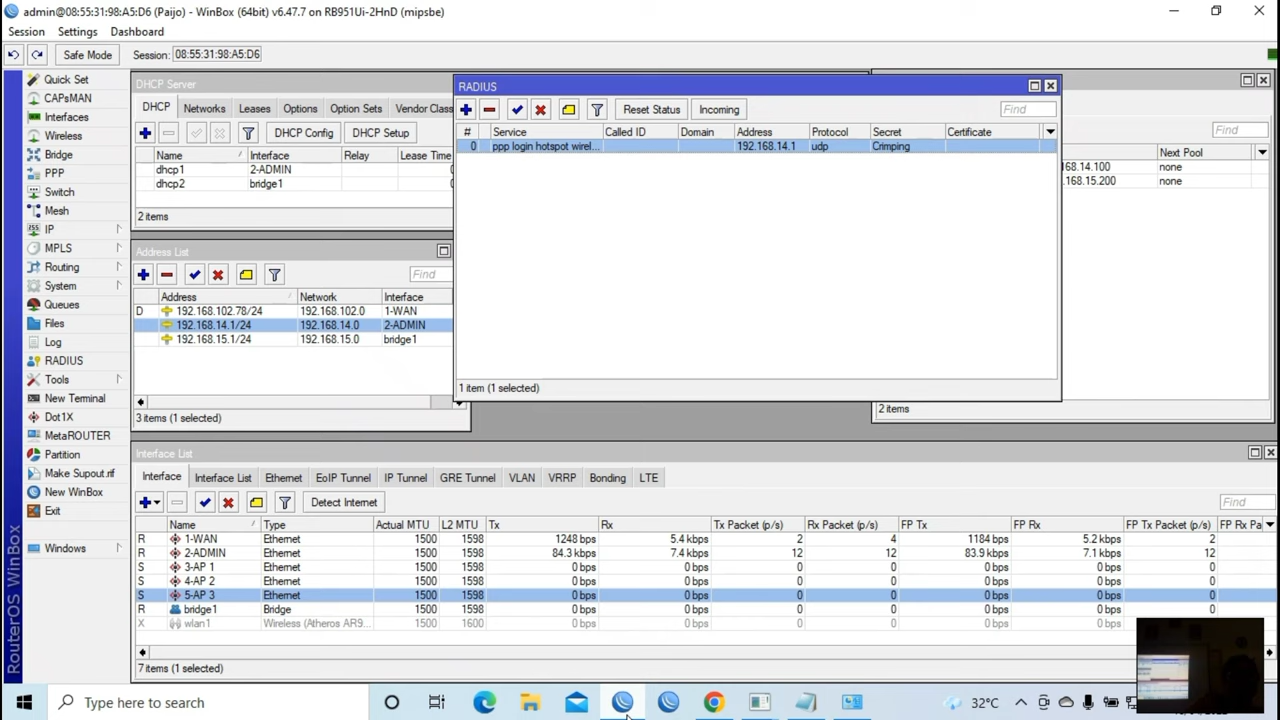 admin@08:55:31:98:A5:D6 (Paijo) - WinBox (64bit) v6.47.7 on RB951Ui-2HnD (mipsbe)
Session Settings Dashboard
Safe Mode Session: 08:55:31:98:A5:D6
RouterOS WinBox
Quick Set
CAPsMAN
Interfaces
Wireless
Bridge
PPP
Switch
Mesh
IP
MPLS
Routing
System
Queues
Files
Log
RADIUS
Tools
New Terminal
Dot1X
MetaROUTER
Partition
Make Supout.rif
New WinBox
Exit
Windows
DHCP Server
DHCP Networks Leases Options Option Sets Vendor Class
DHCP Config DHCP Setup
Name Interface Relay Lease Time
dhcp1 2-ADMIN
dhcp2 bridge1
2 items
Address List
Find
Address Network Interface
D 192.168.102.78/24 192.168.102.0 1-WAN
192.168.14.1/24 192.168.14.0 2-ADMIN
192.168.15.1/24 192.168.15.0 bridge1
3 items (1 selected)
RADIUS
Reset Status Incoming Find
# Service Called ID Domain Address Protocol Secret Certificate
0 ppp login hotspot wirel... 192.168.14.1 udp Crimping
1 item (1 selected)
Find
Next Pool
.168.14.100 none
.168.15.200 none
2 items
Interface List
Interface Interface List Ethernet EoIP Tunnel IP Tunnel GRE Tunnel VLAN VRRP Bonding LTE
Detect Internet Find
Name Type Actual MTU L2 MTU Tx Rx Tx Packet (p/s) Rx Packet (p/s) FP Tx FP Rx FP Tx Packet (p/s) FP Rx Pa
R 1-WAN Ethernet 1500 1598 1248 bps 5.4 kbps 2 4 1184 bps 5.2 kbps 2
R 2-ADMIN Ethernet 1500 1598 84.3 kbps 7.4 kbps 12 12 83.9 kbps 7.1 kbps 12
S 3-AP 1 Ethernet 1500 1598 0 bps 0 bps 0 0 0 bps 0 bps 0
S 4-AP 2 Ethernet 1500 1598 0 bps 0 bps 0 0 0 bps 0 bps 0
S 5-AP 3 Ethernet 1500 1598 0 bps 0 bps 0 0 0 bps 0 bps 0
R bridge1 Bridge 1500 1598 0 bps 0 bps 0 0 0 bps 0 bps 0
X wlan1 Wireless (Atheros AR9... 1500 1600 0 bps 0 bps 0 0 0 bps 0 bps 0
7 items (1 selected)
Type here to search
32°C